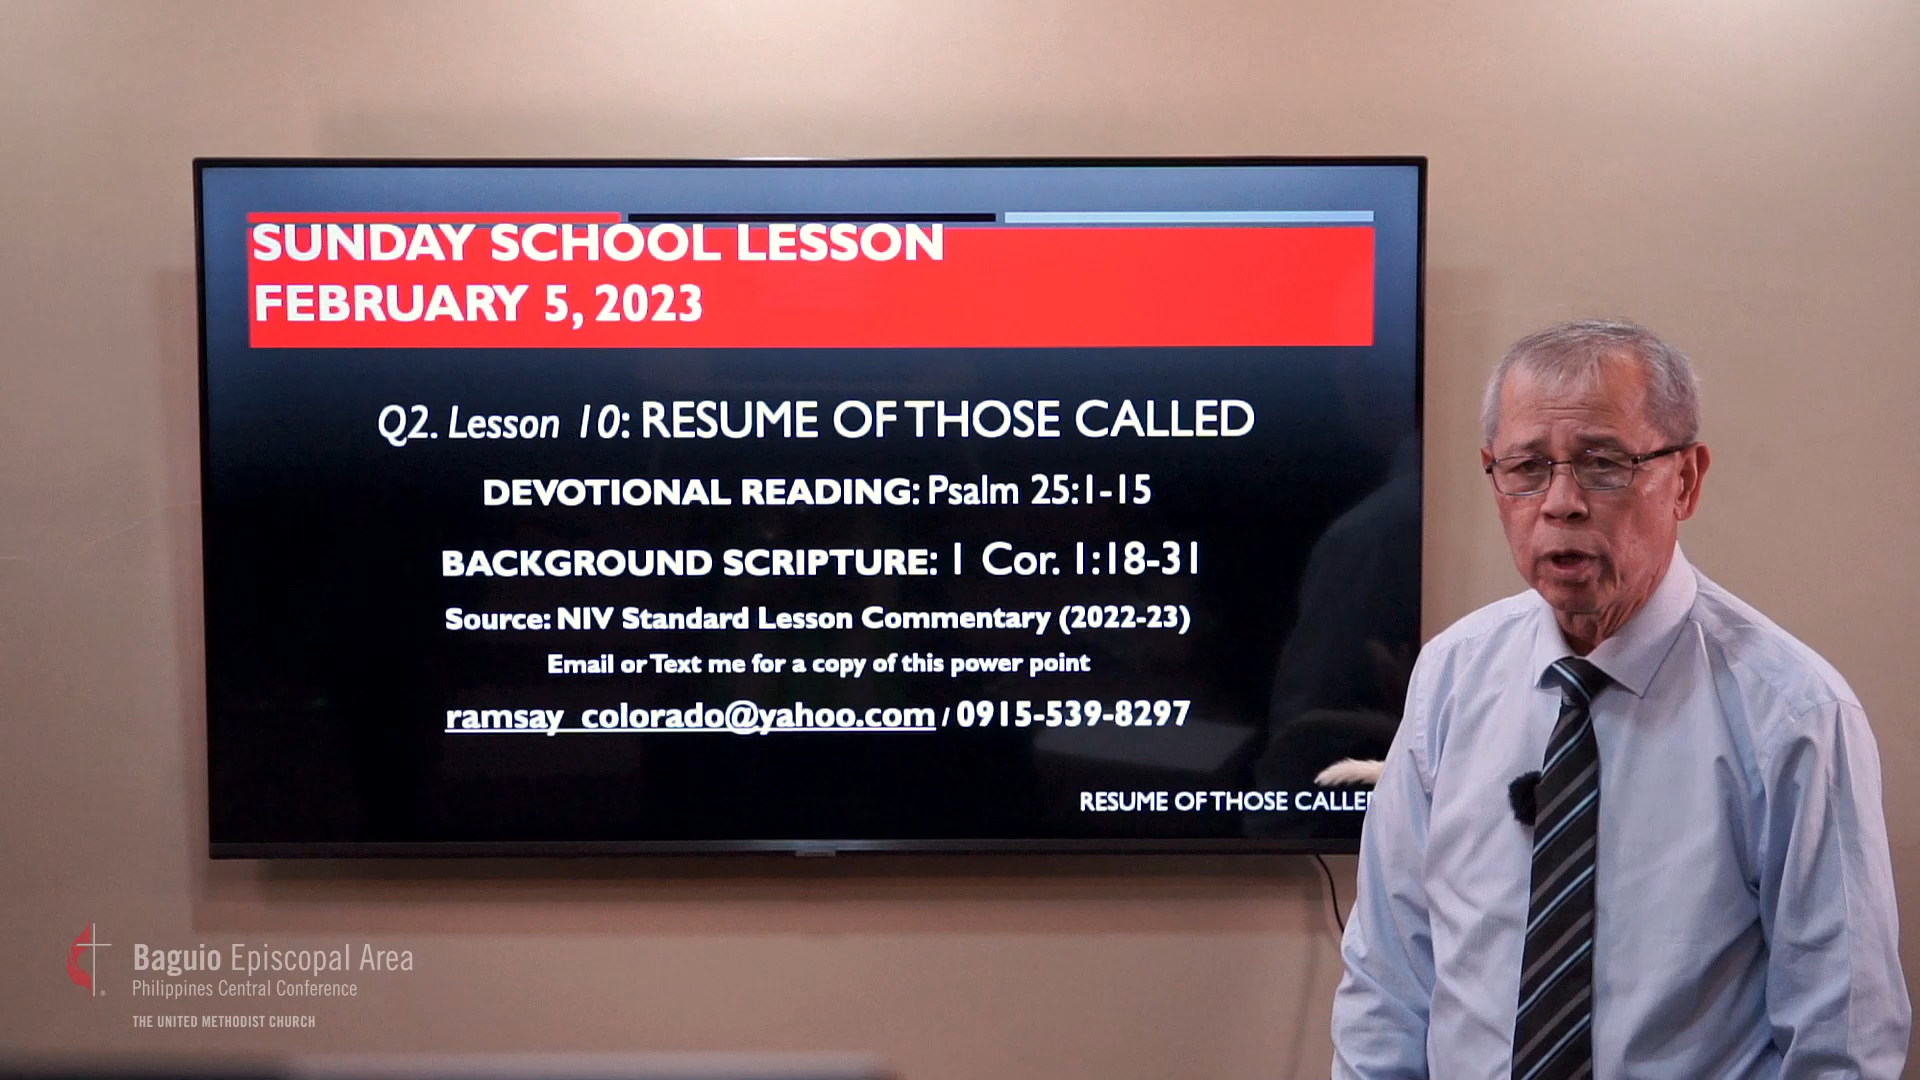 SUNDAY SCHOOL LESSON
FEBRUARY 5, 2023
Q2. Lesson 10: RESUME OF THOSE CALLED
DEVOTIONAL READING: Psalm 25:1-15
BACKGROUND SCRIPTURE: 1 Cor. 1:18-31
Source: NIV Standard Lesson Commentary (2022-23)
Email or Text me for a copy of this power point
ramsay_colorado@yahoo.com / 0915-539-8297
RESUME OF THOSE CALLE
Baguio Episcopal Area
Philippines Central Conference
THE UNITED METHODIST CHURCH